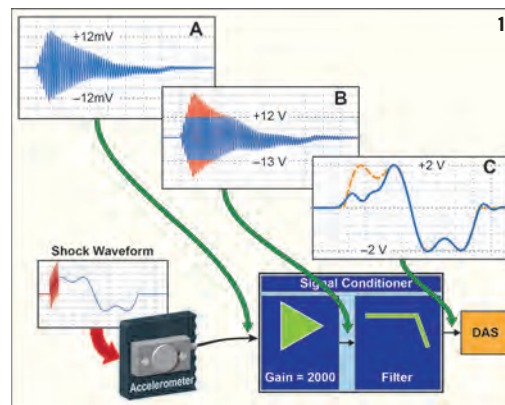 1
A
+12mV
−12mV
B
+12 V
−13 V
C
+2 V
−2 V
Shock Waveform
Accelerometer
Signal Conditioner
Gain = 2000
Filter
DAS